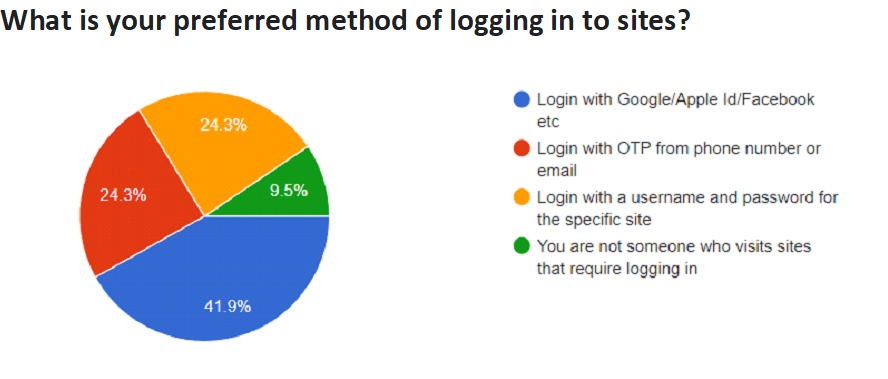 What is your preferred method of logging in to sites?
24.3%
9.5%
24.3%
41.9%
Login with Google/Apple Id/Facebook
etc
Login with OTP from phone number or
email
Login with a username and password for
the specific site
You are not someone who visits sites
that require logging in